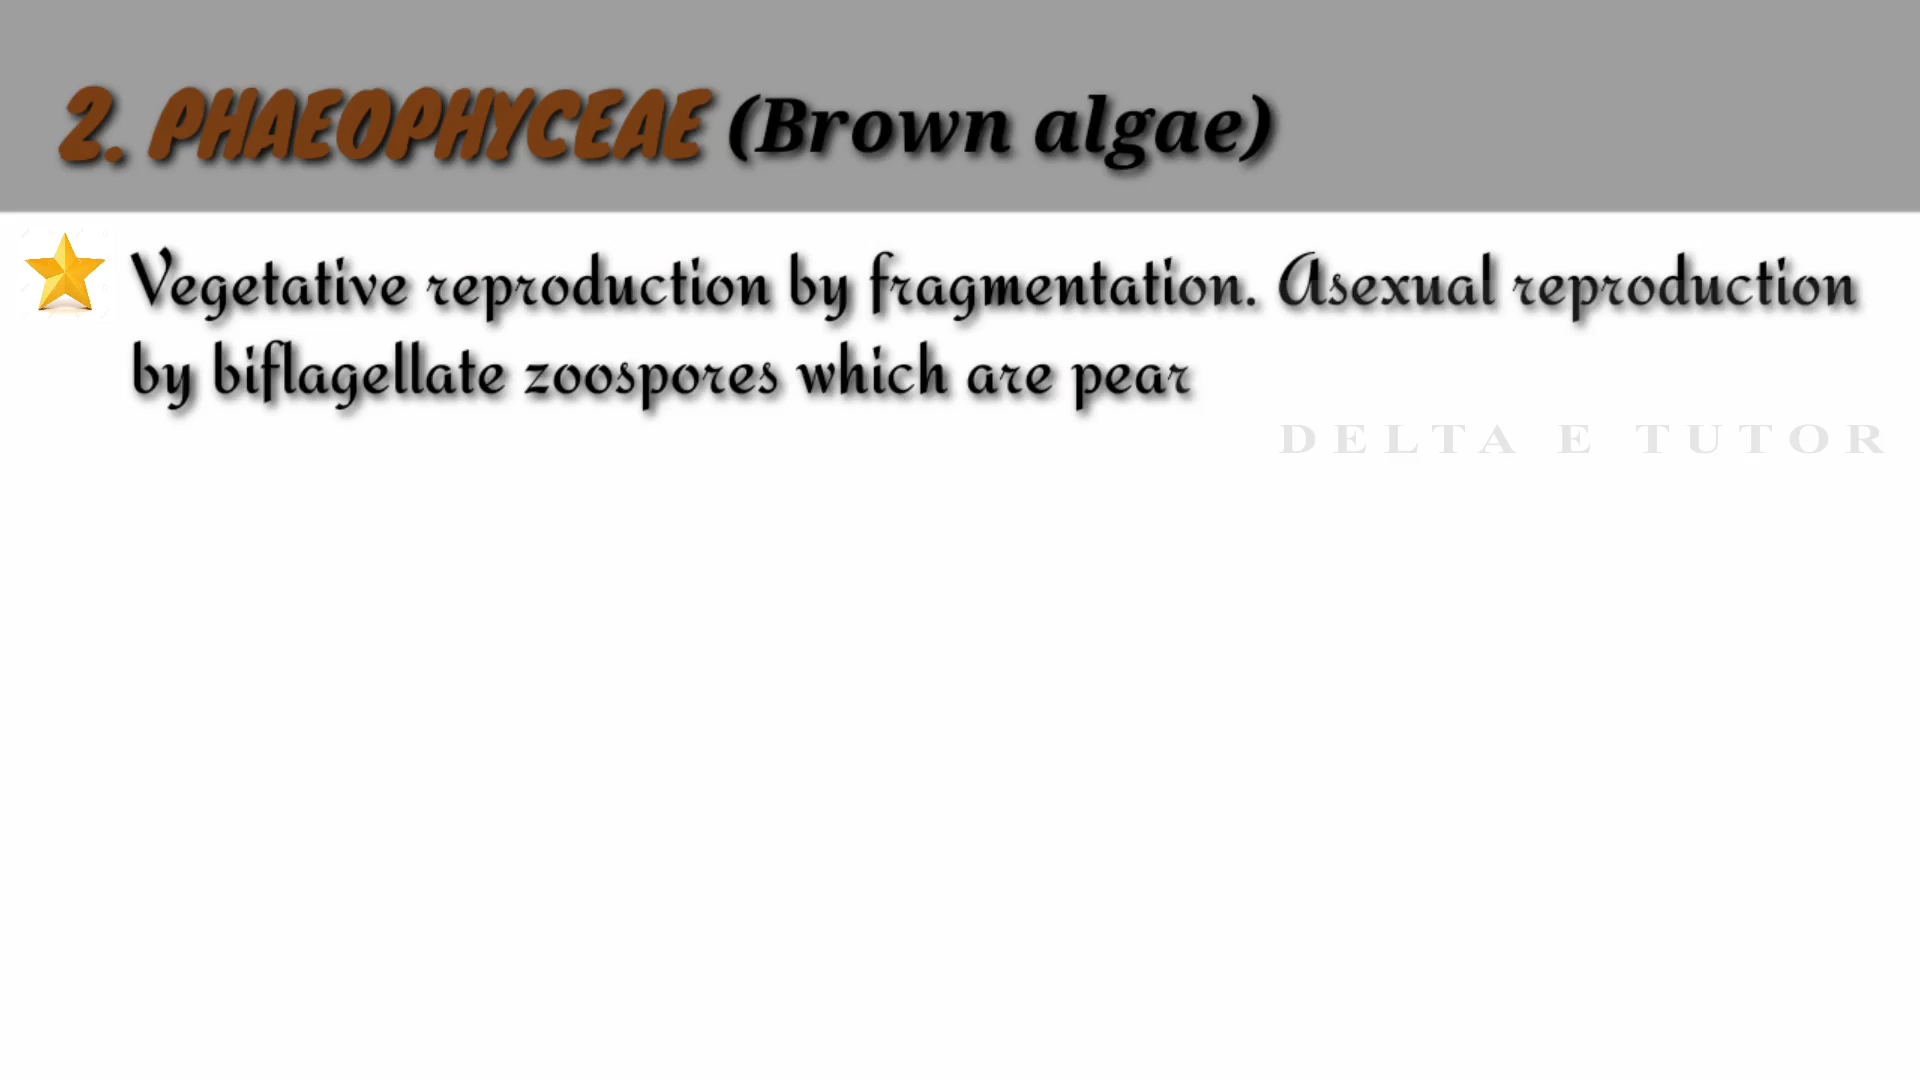 2. PHAEOPHYCEAE (Brown algae)
Vegetative reproduction by fragmentation. Asexual reproduction
by biflagellate zoospores which are pear
DELTA E TUTOR